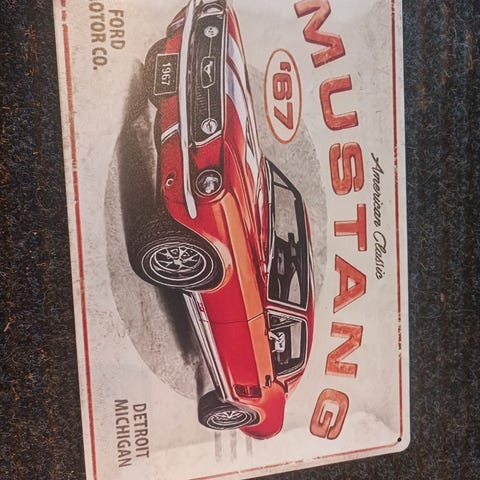 MUSTANG
American Classic
'67
1967
FORD
MOTOR CO.
DETROIT
MICHIGAN